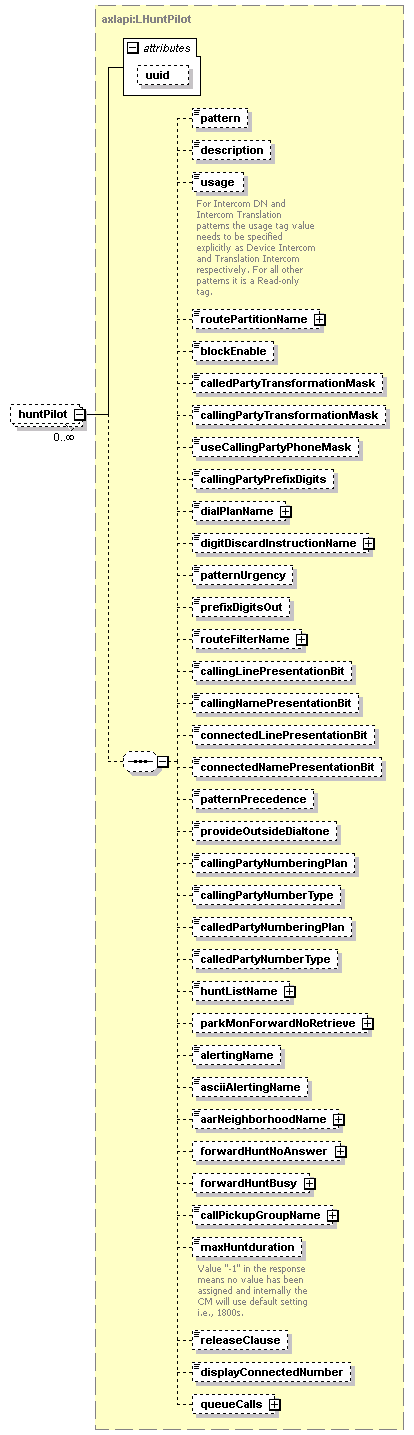 axlapi:LHuntPilot
attributes
uuid
pattern
description
usage
For Intercom DN and
Intercom Translation
patterns the usage tag value
needs to be specified
explicitly as Device Intercom
and Translation Intercom
respectively. For all other
patterns it is a Read-only
tag.
routePartitionName
blockEnable
calledPartyTransformationMask
huntPilot
0..∞
callingPartyTransformationMask
useCallingPartyPhoneMask
callingPartyPrefixDigits
dialPlanName
digitDiscardInstructionName
patternUrgency
prefixDigitsOut
routeFilterName
callingLinePresentationBit
callingNamePresentationBit
connectedLinePresentationBit
connectedNamePresentationBit
patternPrecedence
provideOutsideDialtone
callingPartyNumberingPlan
callingPartyNumberType
calledPartyNumberingPlan
calledPartyNumberType
huntListName
parkMonForwardNoRetrieve
alertingName
asciiAlertingName
aarNeighborhoodName
forwardHuntNoAnswer
forwardHuntBusy
callPickupGroupName
maxHuntduration
Value "-1" in the response
means no value has been
assigned and internally the
CM will use default setting
i.e., 1800s.
releaseClause
displayConnectedNumber
queueCalls